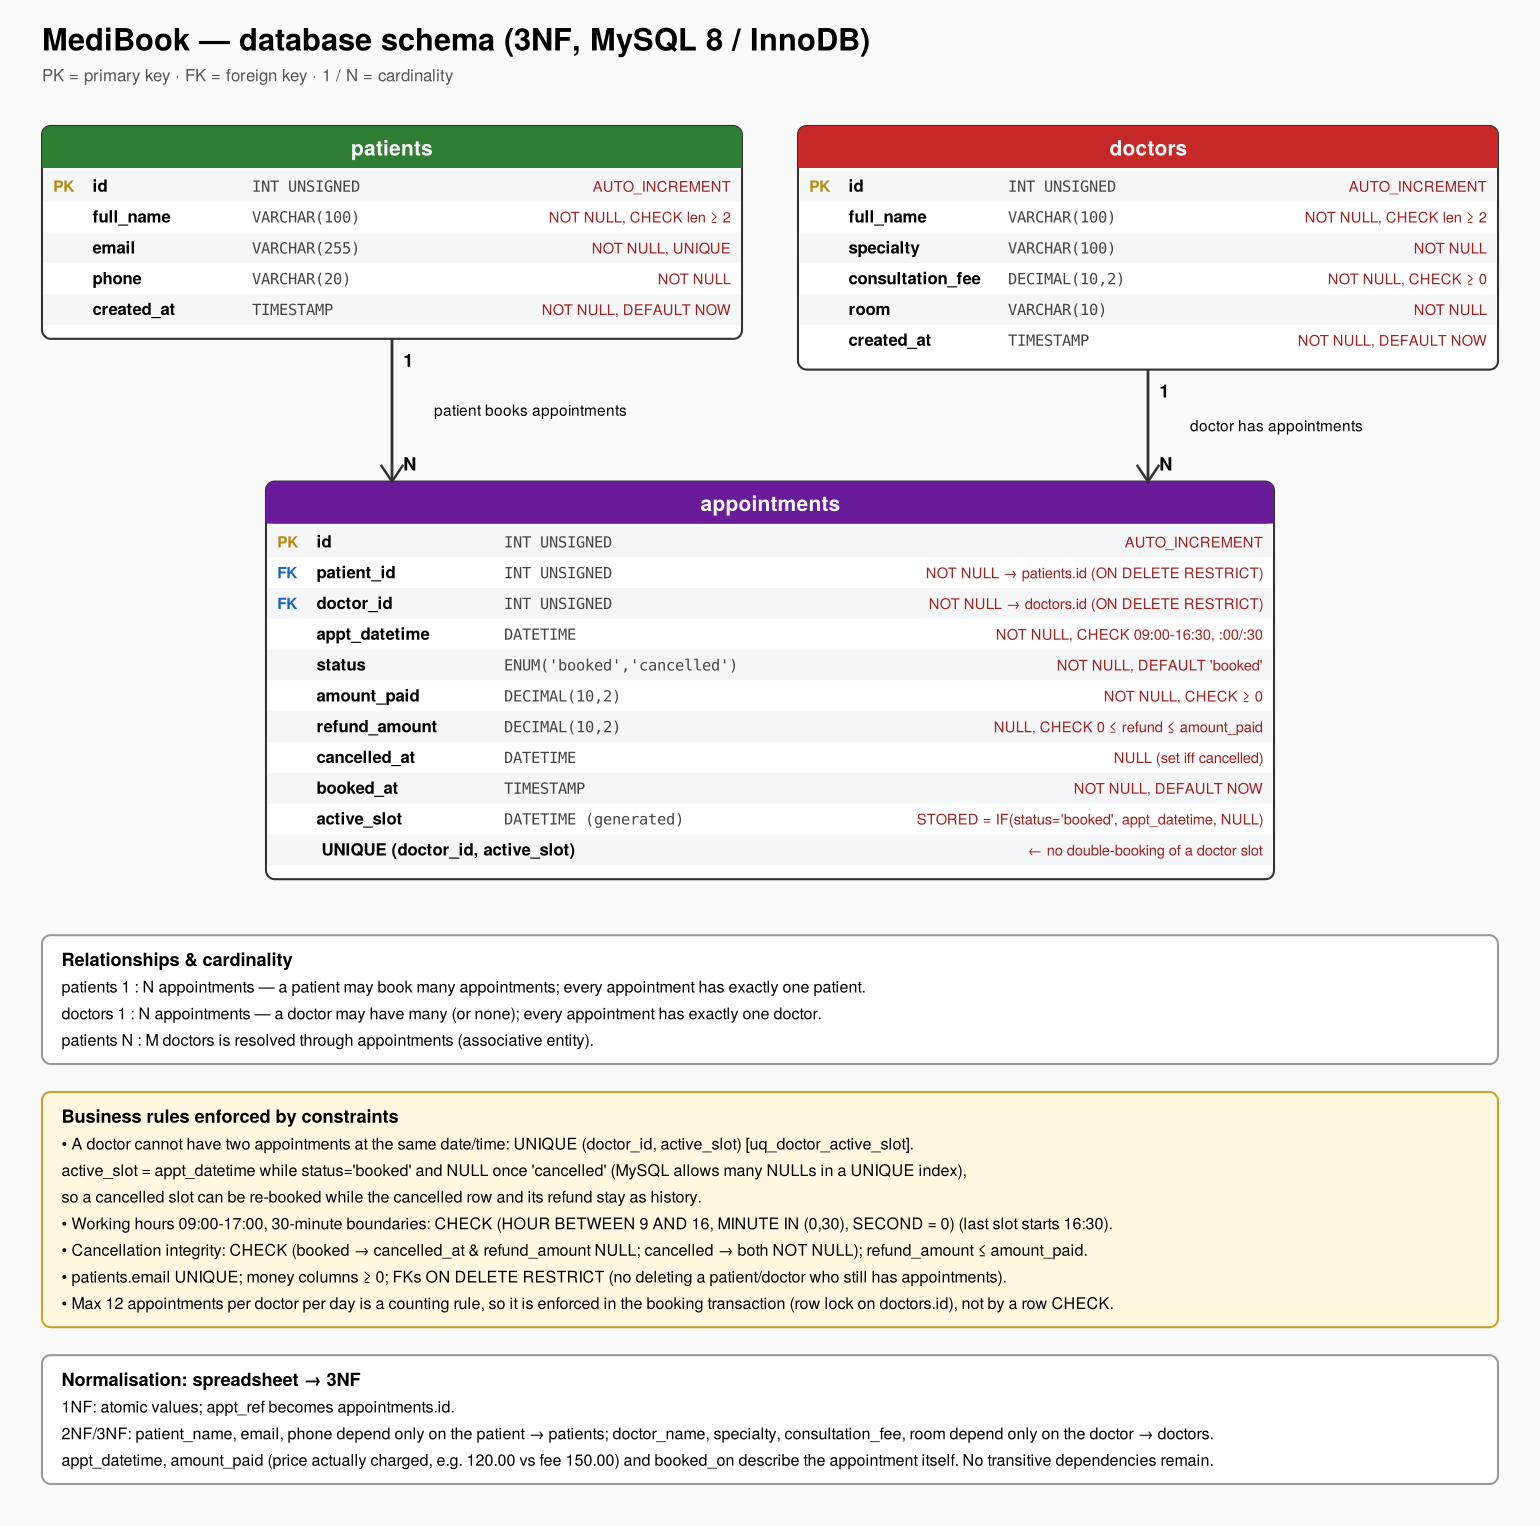 MediBook — database schema (3NF, MySQL 8 / InnoDB)
PK = primary key · FK = foreign key · 1 / N = cardinality
patients
PK id INT UNSIGNED AUTO_INCREMENT
full_name VARCHAR(100) NOT NULL, CHECK len ≥ 2
email VARCHAR(255) NOT NULL, UNIQUE
phone VARCHAR(20) NOT NULL
created_at TIMESTAMP NOT NULL, DEFAULT NOW
doctors
PK id INT UNSIGNED AUTO_INCREMENT
full_name VARCHAR(100) NOT NULL, CHECK len ≥ 2
specialty VARCHAR(100) NOT NULL
consultation_fee DECIMAL(10,2) NOT NULL, CHECK ≥ 0
room VARCHAR(10) NOT NULL
created_at TIMESTAMP NOT NULL, DEFAULT NOW
1
patient books appointments
N
1
doctor has appointments
N
appointments
PK id INT UNSIGNED AUTO_INCREMENT
FK patient_id INT UNSIGNED NOT NULL → patients.id (ON DELETE RESTRICT)
FK doctor_id INT UNSIGNED NOT NULL → doctors.id (ON DELETE RESTRICT)
appt_datetime DATETIME NOT NULL, CHECK 09:00-16:30, :00/:30
status ENUM('booked','cancelled') NOT NULL, DEFAULT 'booked'
amount_paid DECIMAL(10,2) NOT NULL, CHECK ≥ 0
refund_amount DECIMAL(10,2) NULL, CHECK 0 ≤ refund ≤ amount_paid
cancelled_at DATETIME NULL (set iff cancelled)
booked_at TIMESTAMP NOT NULL, DEFAULT NOW
active_slot DATETIME (generated) STORED = IF(status='booked', appt_datetime, NULL)
UNIQUE (doctor_id, active_slot) ← no double-booking of a doctor slot
Relationships & cardinality
patients 1 : N appointments — a patient may book many appointments; every appointment has exactly one patient.
doctors 1 : N appointments — a doctor may have many (or none); every appointment has exactly one doctor.
patients N : M doctors is resolved through appointments (associative entity).
Business rules enforced by constraints
• A doctor cannot have two appointments at the same date/time: UNIQUE (doctor_id, active_slot) [uq_doctor_active_slot].
active_slot = appt_datetime while status='booked' and NULL once 'cancelled' (MySQL allows many NULLs in a UNIQUE index),
so a cancelled slot can be re-booked while the cancelled row and its refund stay as history.
• Working hours 09:00-17:00, 30-minute boundaries: CHECK (HOUR BETWEEN 9 AND 16, MINUTE IN (0,30), SECOND = 0) (last slot starts 16:30).
• Cancellation integrity: CHECK (booked → cancelled_at & refund_amount NULL; cancelled → both NOT NULL); refund_amount ≤ amount_paid.
• patients.email UNIQUE; money columns ≥ 0; FKs ON DELETE RESTRICT (no deleting a patient/doctor who still has appointments).
• Max 12 appointments per doctor per day is a counting rule, so it is enforced in the booking transaction (row lock on doctors.id), not by a row CHECK.
Normalisation: spreadsheet → 3NF
1NF: atomic values; appt_ref becomes appointments.id.
2NF/3NF: patient_name, email, phone depend only on the patient → patients; doctor_name, specialty, consultation_fee, room depend only on the doctor → doctors.
appt_datetime, amount_paid (price actually charged, e.g. 120.00 vs fee 150.00) and booked_on describe the appointment itself. No transitive dependencies remain.